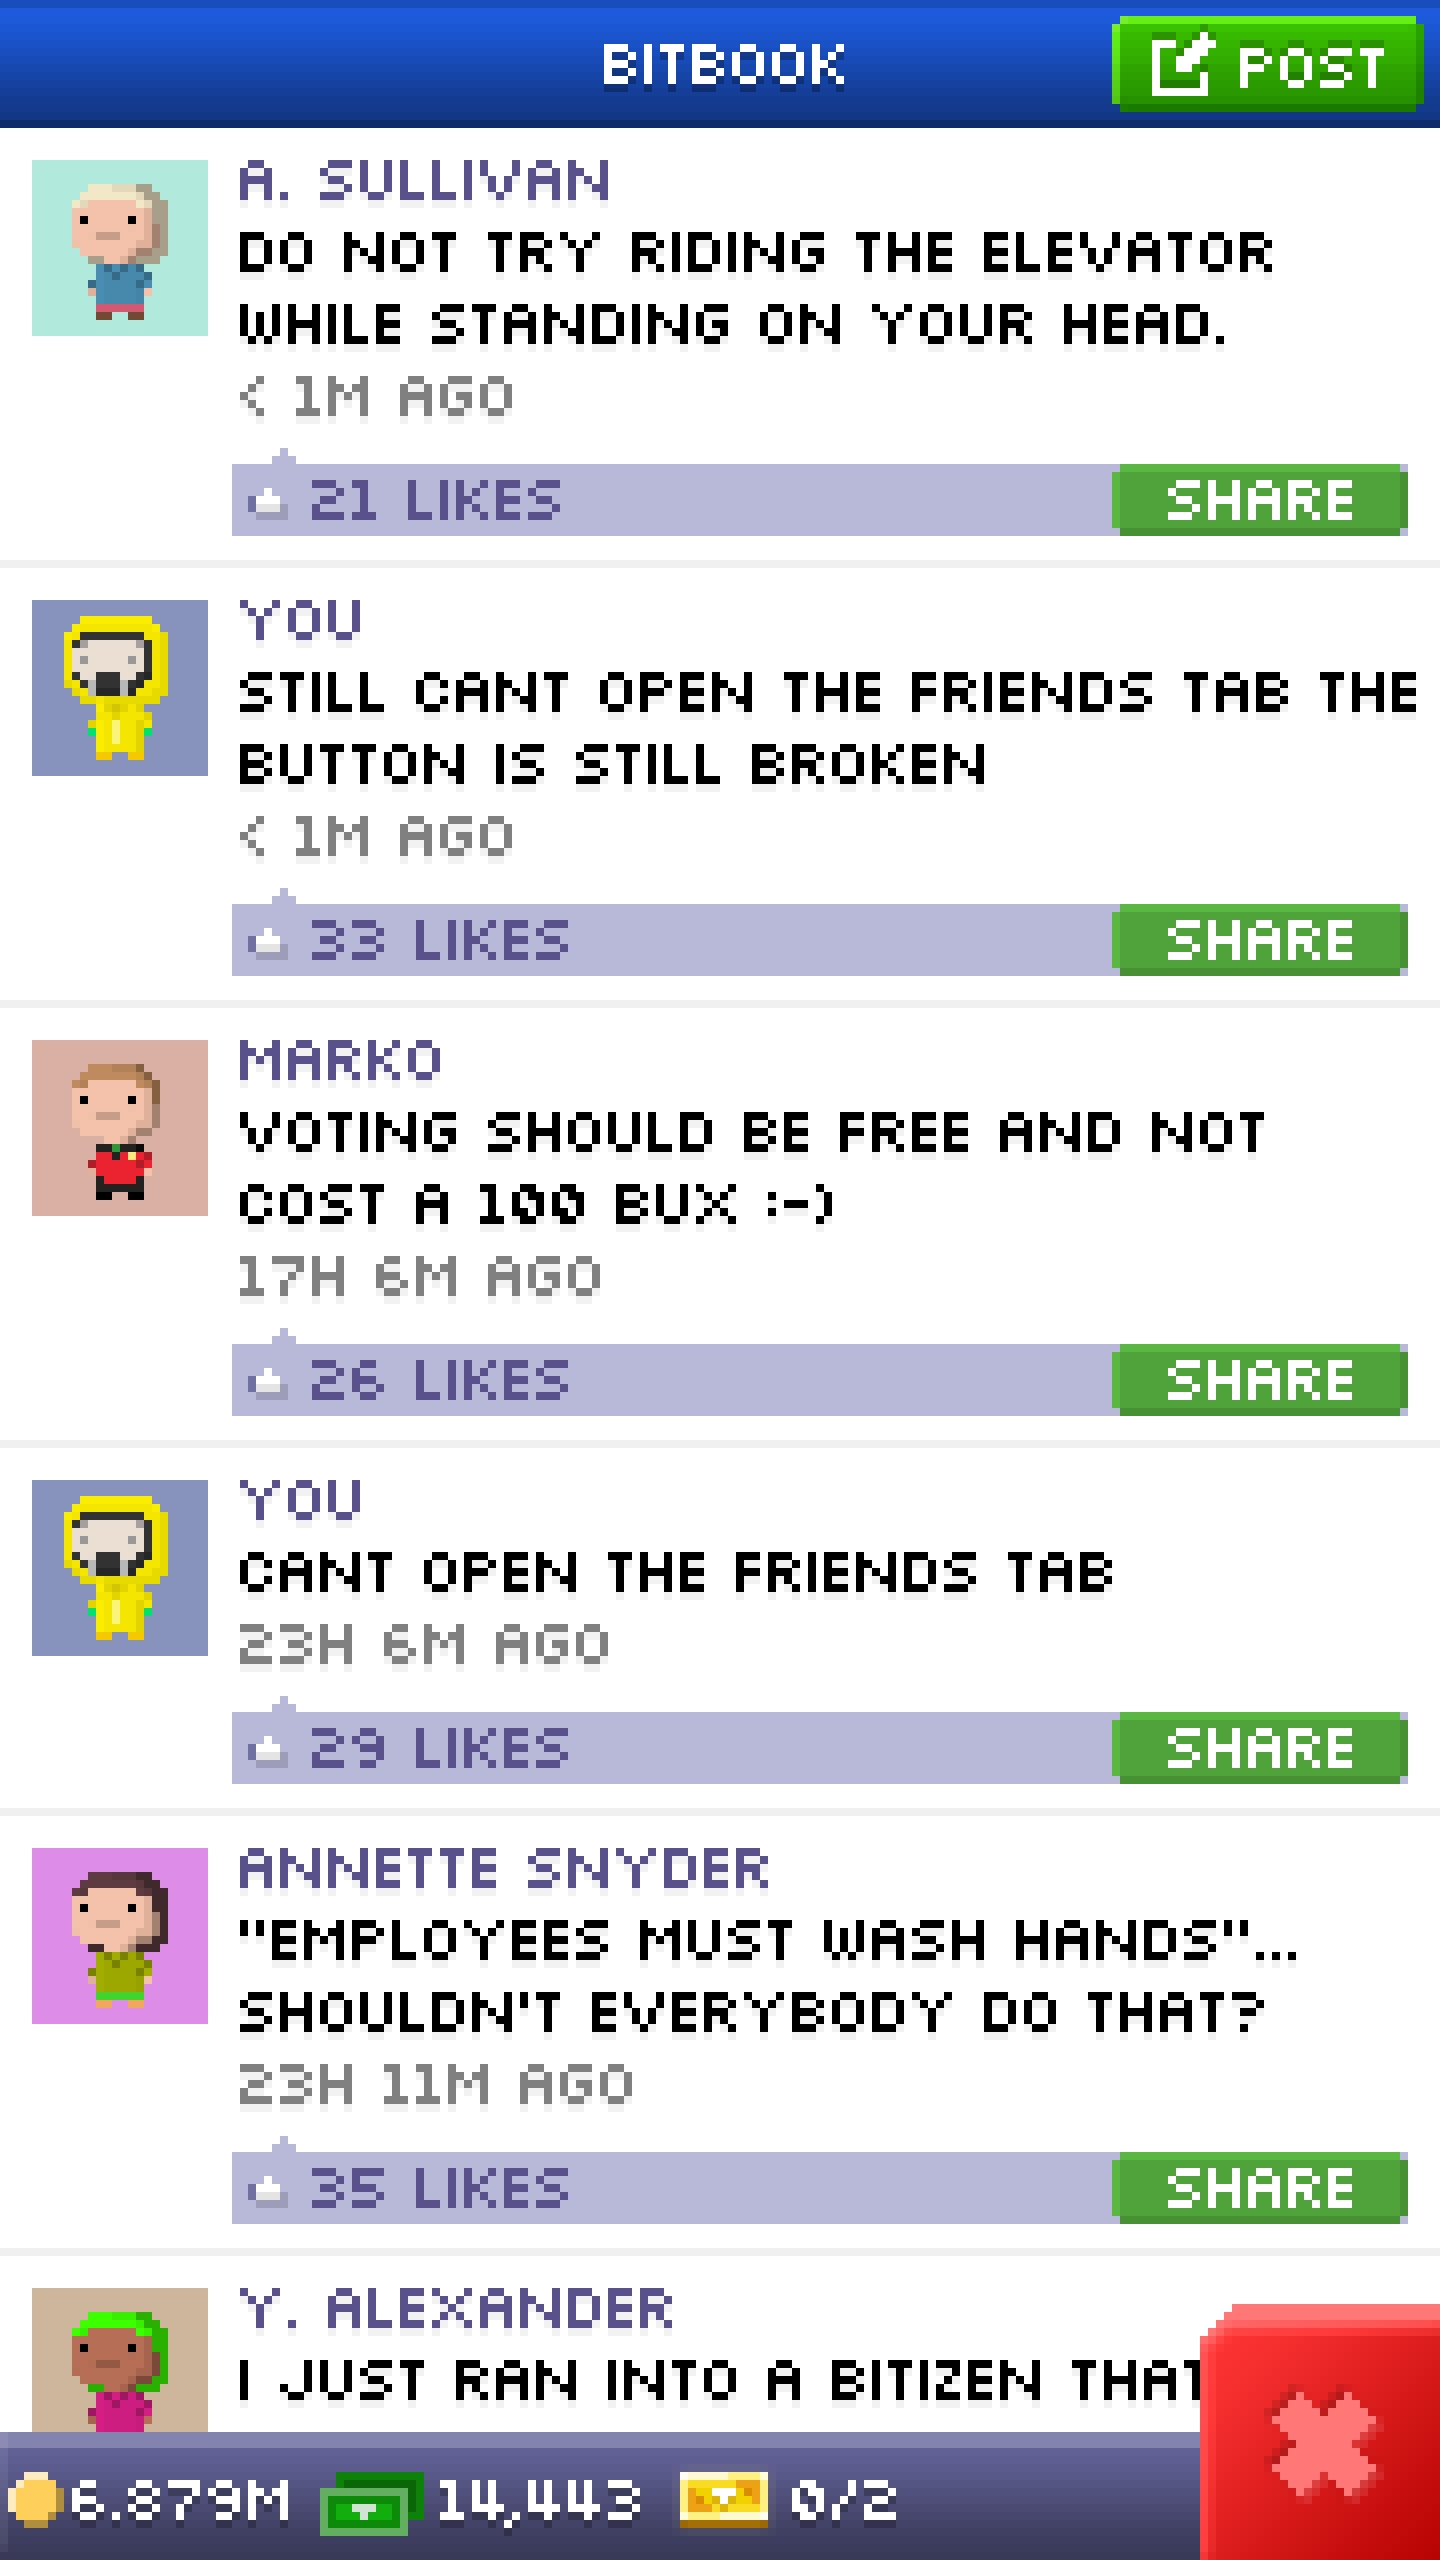 BITBOOK
POST
A. SULLIVAN
DO NOT TRY RIDING THE ELEVATOR
WHILE STANDING ON YOUR HEAD.
< 1M AGO
21 LIKES
SHARE
YOU
STILL CANT OPEN THE FRIENDS TAB THE
BUTTON IS STILL BROKEN
< 1M AGO
33 LIKES
SHARE
MARKO
VOTING SHOULD BE FREE AND NOT
COST A 100 BUX :-)
17H 6M AGO
26 LIKES
SHARE
YOU
CANT OPEN THE FRIENDS TAB
23H 6M AGO
29 LIKES
SHARE
ANNETTE SNYDER
"EMPLOYEES MUST WASH HANDS"...
SHOULDN'T EVERYBODY DO THAT?
23H 11M AGO
35 LIKES
SHARE
Y. ALEXANDER
I JUST RAN INTO A BITIZEN THAT
6.879M 14,443 0/2